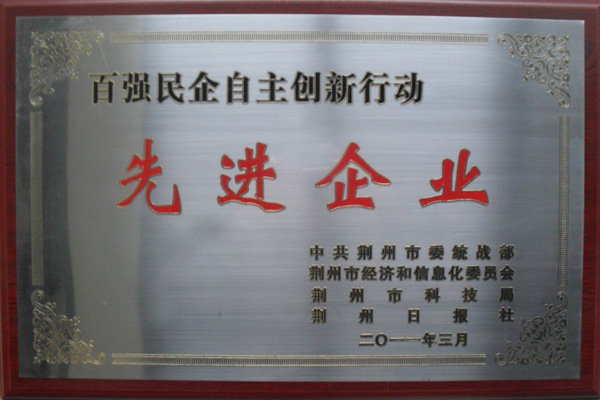 百强民企自主创新行动
先进企业
中共荆州市委统战部
荆州市经济和信息化委员会
荆州市科技局
荆州日报社
二〇一一年三月